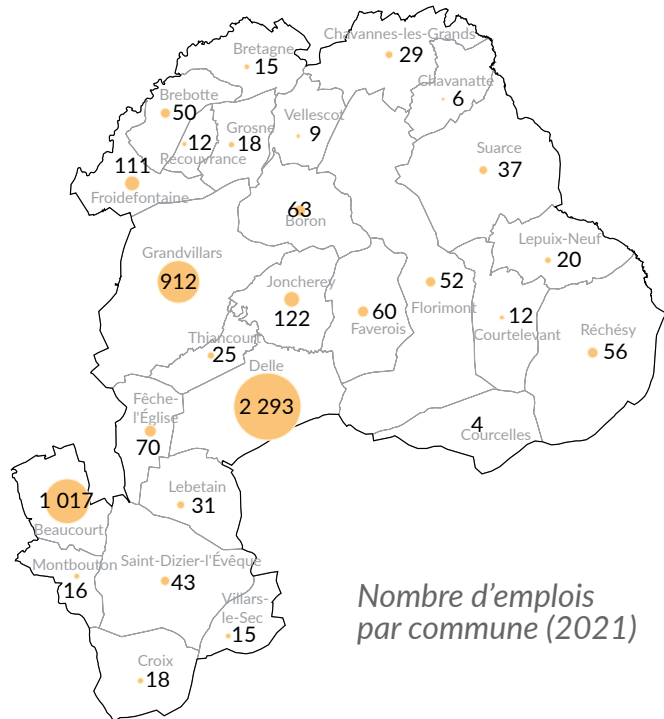 Chavannes-les-Grands
29
Bretagne
15
Chavanatte
6
Brebotte
50
Vellescot
9
Grosne
18
12
Recouvrance
Suarce
37
111
Froidefontaine
63
Boron
Lepuix-Neuf
20
Grandvillars
912
Joncherey
122
52
Florimont
60
Faverois
12
Courtelevant
Réchésy
56
Thiancourt
25
Delle
2 293
Fêche-
l'Église
70
4
Courcelles
1 017
Beaucourt
Lebetain
31
Montbouton
16
Saint-Dizier-l'Évêque
43
Villars-
le-Sec
15
Croix
18
Nombre d’emplois
par commune (2021)